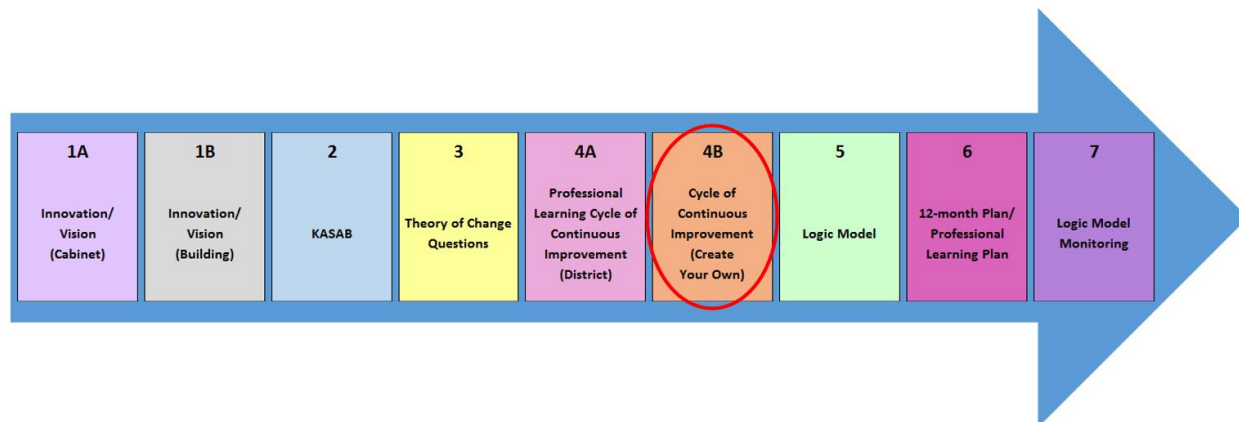 1A
Innovation/
Vision
(Cabinet)
1B
Innovation/
Vision
(Building)
2
KASAB
3
Theory of Change
Questions
4A
Professional
Learning Cycle of
Continuous
Improvement
(District)
4B
Cycle of
Continuous
Improvement
(Create
Your Own)
5
Logic Model
6
12-month Plan/
Professional
Learning Plan
7
Logic Model
Monitoring